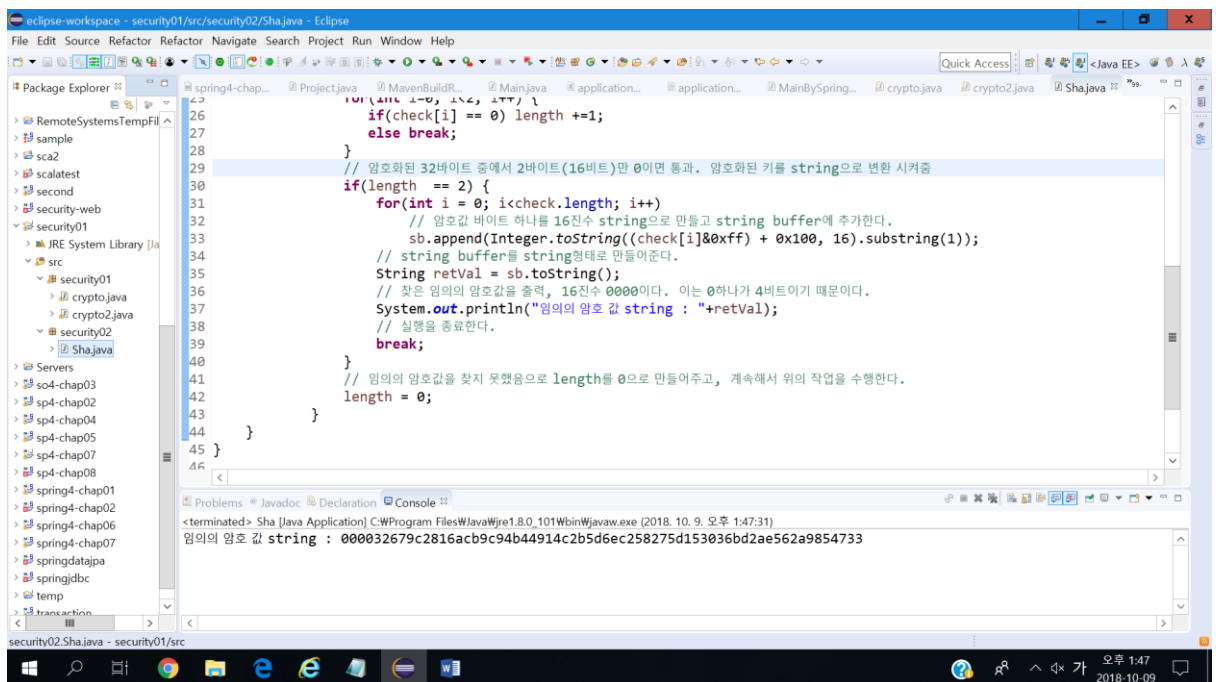 eclipse-workspace - security01/src/security02/Sha.java - Eclipse
File Edit Source Refactor Refactor Navigate Search Project Run Window Help
Quick Access
<Java EE>
Package Explorer
spring4-chap...
Project.java
MavenBuildR...
Main.java
application...
application...
MainBySpring...
crypto.java
crypto2.java
Sha.java
99+
RemoteSystemsTempFil
sample
sca2
scalatest
second
security-web
security01
JRE System Library [Ja
src
security01
crypto.java
crypto2.java
security02
Sha.java
Servers
so4-chap03
sp4-chap02
sp4-chap04
sp4-chap05
sp4-chap07
sp4-chap08
spring4-chap01
spring4-chap02
spring4-chap06
spring4-chap07
springdatajpa
springjdbc
temp
transaction
25 for(int i=0; i<2; i++) {
26 if(check[i] == 0) length +=1;
27 else break;
28 }
29 // 암호화된 32바이트 중에서 2바이트(16비트)만 0이면 통과. 암호화된 키를 string으로 변환 시켜줌
30 if(length == 2) {
31 for(int i = 0; i<check.length; i++)
32 // 암호값 바이트 하나를 16진수 string으로 만들고 string buffer에 추가한다.
33 sb.append(Integer.toString((check[i]&0xff) + 0x100, 16).substring(1));
34 // string buffer를 string형태로 만들어준다.
35 String retVal = sb.toString();
36 // 찾은 임의의 암호값을 출력, 16진수 0000이다. 이는 0하나가 4비트이기 때문이다.
37 System.out.println("임의의 암호 값 string : "+retVal);
38 // 실행을 종료한다.
39 break;
40 }
41 // 임의의 암호값을 찾지 못했음으로 length를 0으로 만들어주고, 계속해서 위의 작업을 수행한다.
42 length = 0;
43 }
44 }
45 }
46
Problems
Javadoc
Declaration
Console
<terminated> Sha [Java Application] C:₩Program Files₩Java₩jre1.8.0_101₩bin₩javaw.exe (2018. 10. 9. 오후 1:47:31)
임의의 암호 값 string : 000032679c2816acb9c94b44914c2b5d6ec258275d153036bd2ae562a9854733
security02.Sha.java - security01/src
가
오후 1:47
2018-10-09